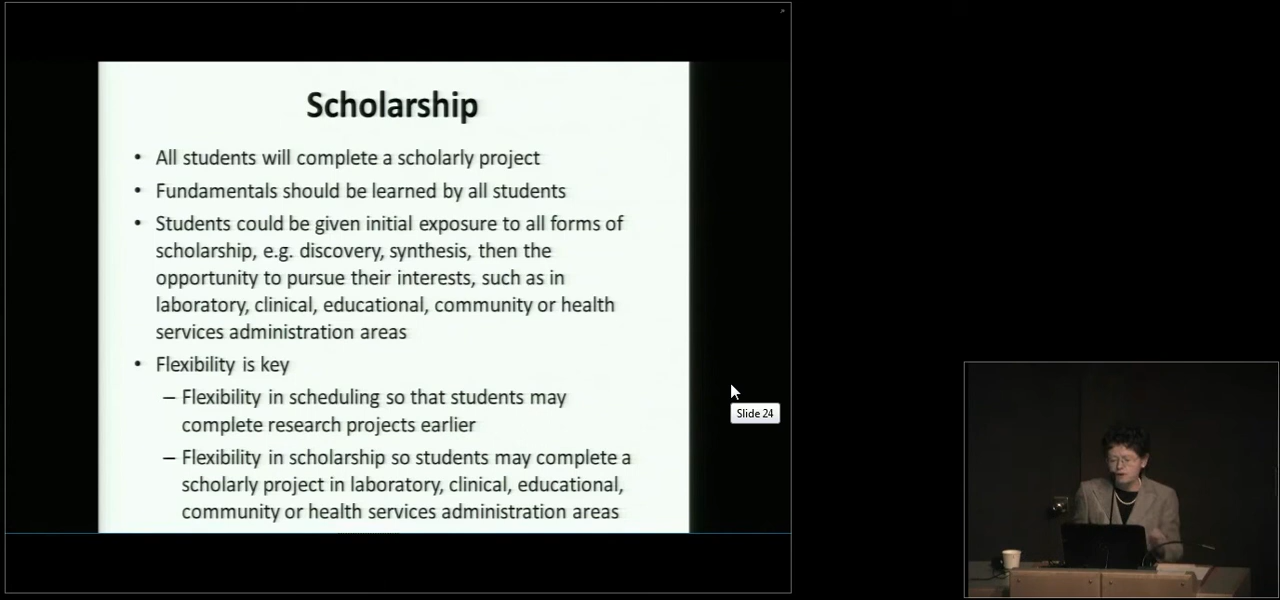 Scholarship
• All students will complete a scholarly project
• Fundamentals should be learned by all students
• Students could be given initial exposure to all forms of
scholarship, e.g. discovery, synthesis, then the
opportunity to pursue their interests, such as in
laboratory, clinical, educational, community or health
services administration areas
• Flexibility is key
– Flexibility in scheduling so that students may
complete research projects earlier
– Flexibility in scholarship so students may complete a
scholarly project in laboratory, clinical, educational,
community or health services administration areas
Slide 24